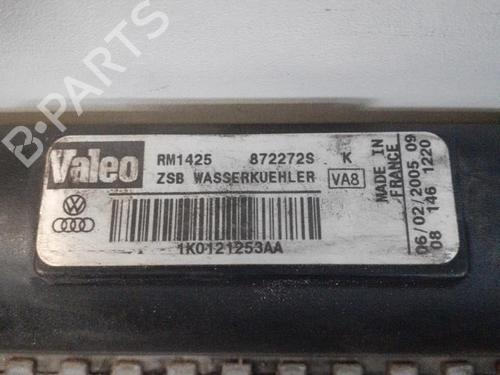 Valeo
RM1425 872272S K
ZSB WASSERKUEHLER VA8
1K0121253AA
MADE IN
FRANCE
06/02/2005 09
08 146 1220
B-PARTS